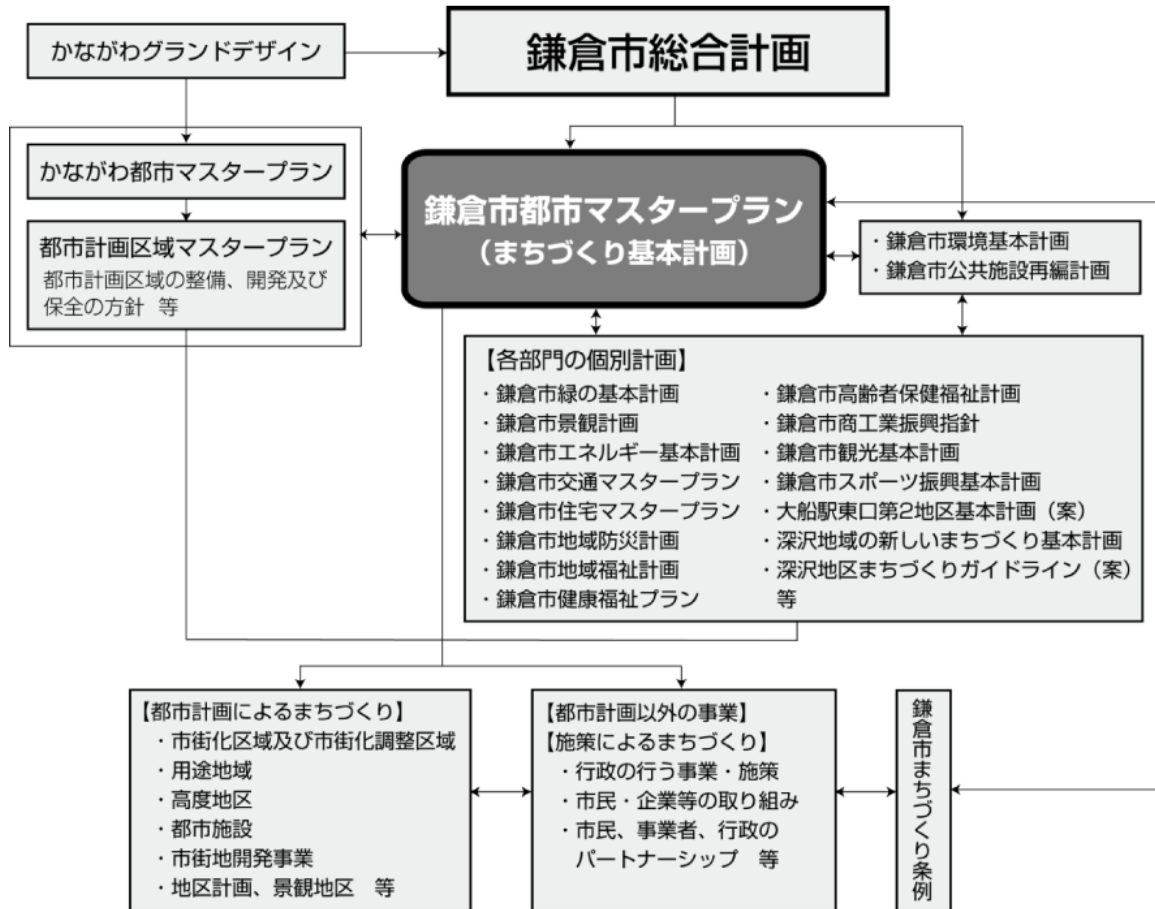 かながわグランドデザイン
鎌倉市総合計画
かながわ都市マスタープラン
都市計画区域マスタープラン
都市計画区域の整備、開発及び
保全の方針 等
鎌倉市都市マスタープラン
（まちづくり基本計画）
・鎌倉市環境基本計画
・鎌倉市公共施設再編計画
【各部門の個別計画】
・鎌倉市緑の基本計画
・鎌倉市景観計画
・鎌倉市エネルギー基本計画
・鎌倉市交通マスタープラン
・鎌倉市住宅マスタープラン
・鎌倉市地域防災計画
・鎌倉市地域福祉計画
・鎌倉市健康福祉プラン
・鎌倉市高齢者保健福祉計画
・鎌倉市商工業振興指針
・鎌倉市観光基本計画
・鎌倉市スポーツ振興基本計画
・大船駅東口第2地区基本計画（案）
・深沢地域の新しいまちづくり基本計画
・深沢地区まちづくりガイドライン（案）
等
【都市計画によるまちづくり】
・市街化区域及び市街化調整区域
・用途地域
・高度地区
・都市施設
・市街地開発事業
・地区計画、景観地区 等
【都市計画以外の事業】
【施策によるまちづくり】
・行政の行う事業・施策
・市民・企業等の取り組み
・市民、事業者、行政の
パートナーシップ 等
鎌倉市まちづくり条例